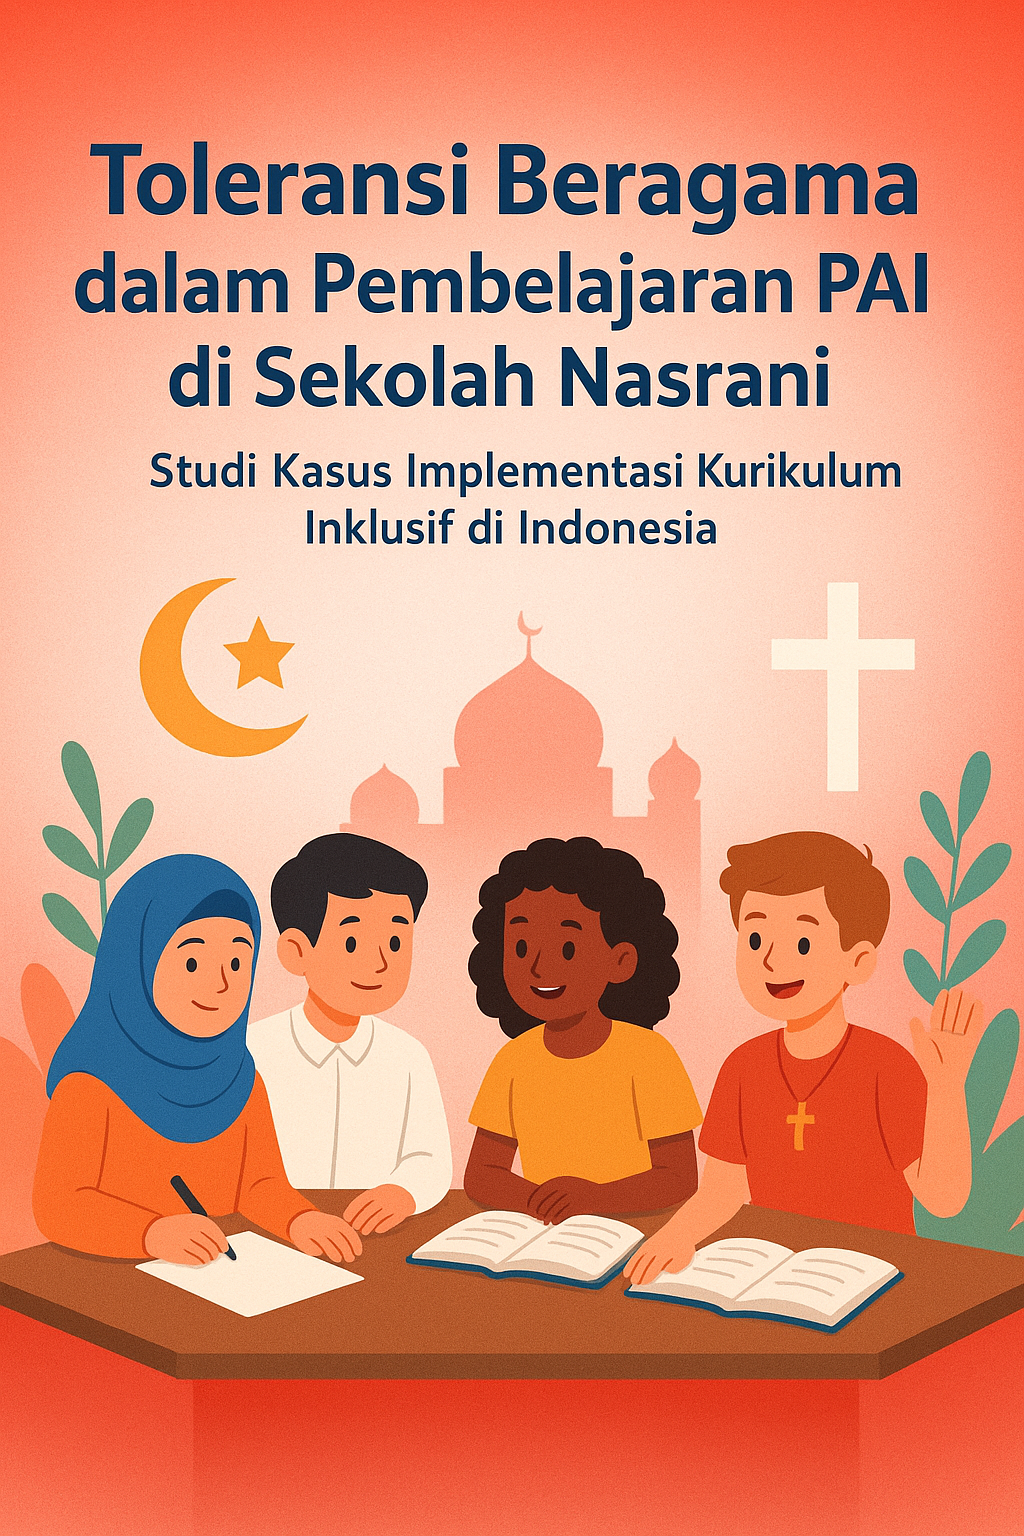 Toleransi Beragama
dalam Pembelajaran PAI
di Sekolah Nasrani
Studi Kasus Implementasi Kurikulum
Inklusif di Indonesia